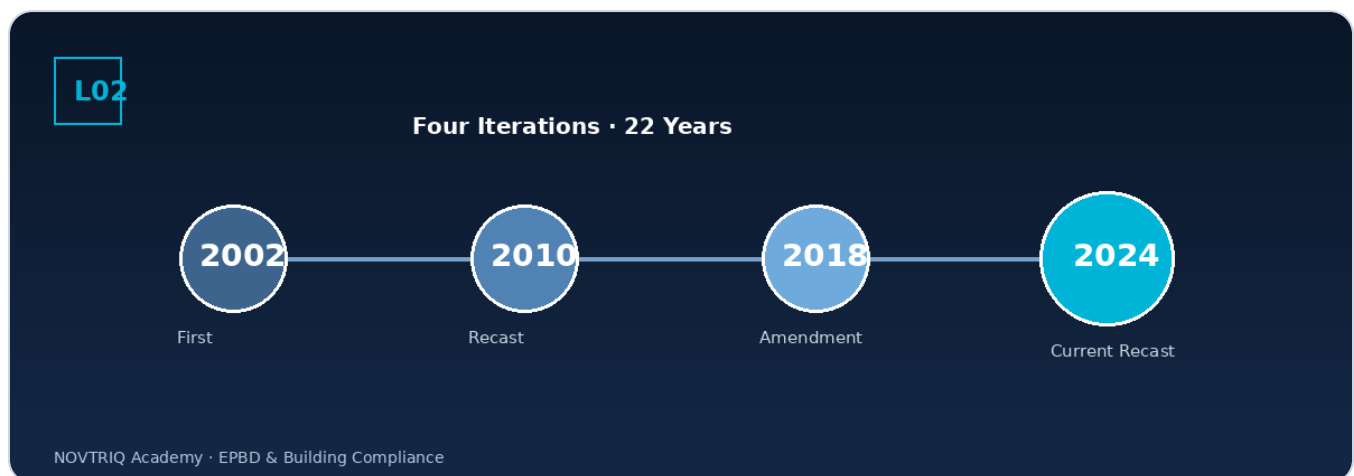 L02
Four Iterations · 22 Years
2002
2010
2018
2024
First
Recast
Amendment
Current Recast
NOVTRIQ Academy · EPBD & Building Compliance